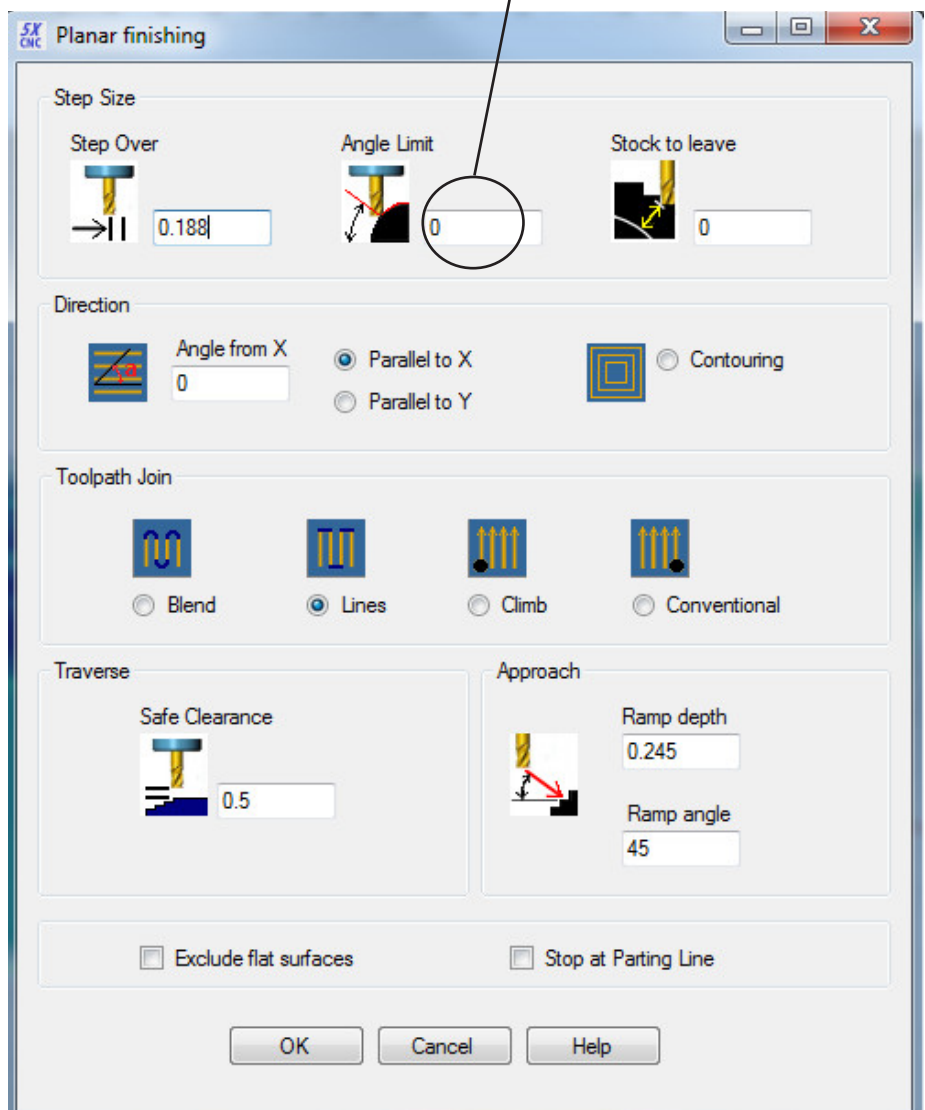 5X CNC Planar finishing
Step Size
Step Over Angle Limit Stock to leave
0.188 0 0
Direction
Angle from X
0
Parallel to X
Parallel to Y
Contouring
a
Toolpath Join
Blend Lines Climb Conventional
Traverse
Safe Clearance
0.5
Approach
Ramp depth
0.245
Ramp angle
45
Exclude flat surfaces Stop at Parting Line
OK Cancel Help